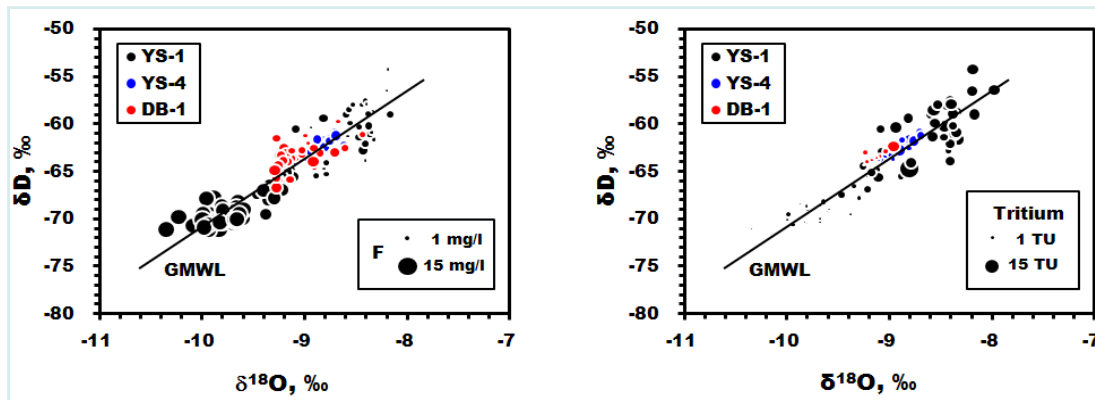 -50
-55
-60
-65
-70
-75
-80
δD, ‰
YS-1
YS-4
DB-1
GMWL
F
1 mg/l
15 mg/l
-11
-10
-9
-8
-7
δ¹⁸O, ‰
-50
-55
-60
-65
-70
-75
-80
δD, ‰
YS-1
YS-4
DB-1
GMWL
Tritium
1 TU
15 TU
-11
-10
-9
-8
-7
δ¹⁸O, ‰